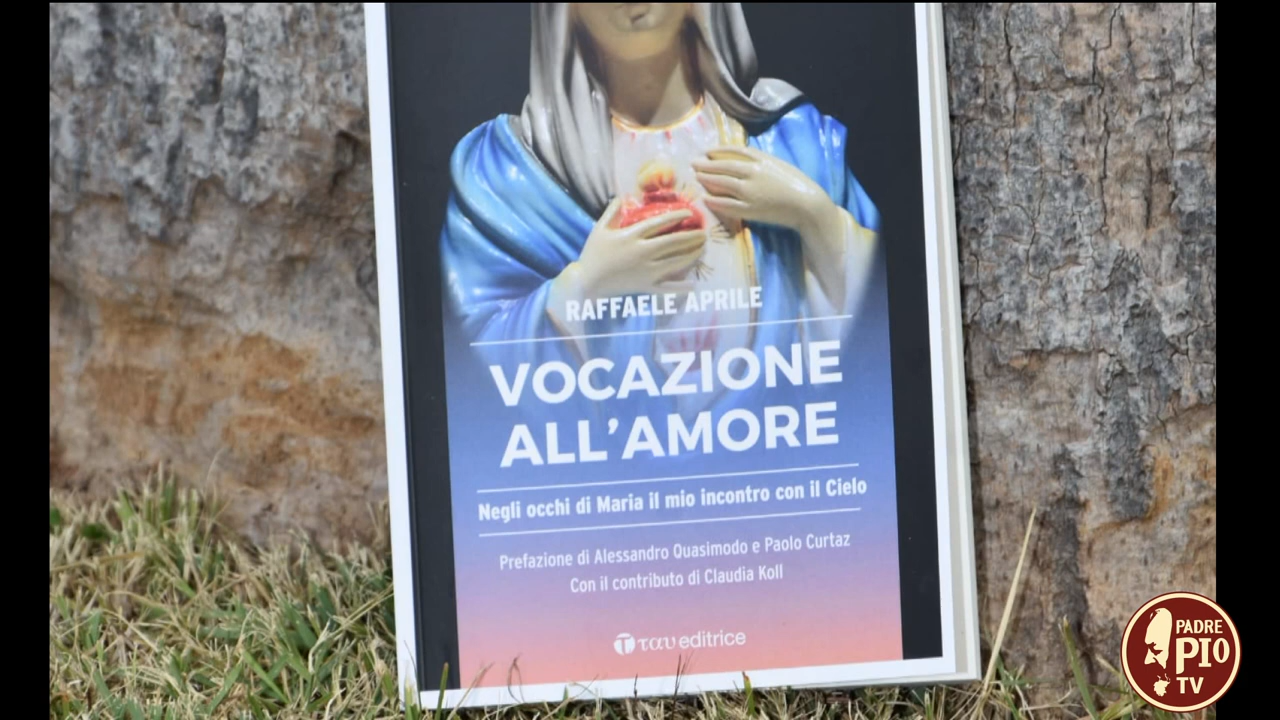 RAFFAELE APRILE
VOCAZIONE
ALL'AMORE
Negli occhi di Maria il mio incontro con il Cielo
Prefazione di Alessandro Quasimodo e Paolo Curtaz
Con il contributo di Claudia Koll
ταυ editrice
PADRE
PIO
TV